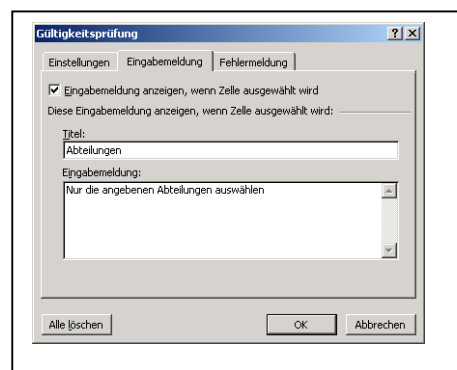 Gültigkeitsprüfung
Einstellungen Eingabemeldung Fehlermeldung
Eingabemeldung anzeigen, wenn Zelle ausgewählt wird
Diese Eingabemeldung anzeigen, wenn Zelle ausgewählt wird:
Titel:
Abteilungen
Eingabemeldung:
Nur die angebenen Abteilungen auswählen
Alle löschen OK Abbrechen